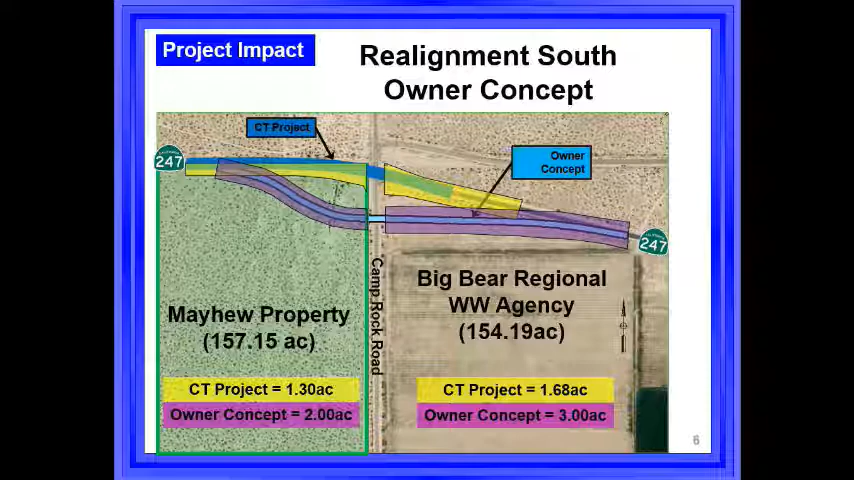 Project Impact
Realignment South
Owner Concept
CT Project
Owner
Concept
247
247
Camp Rock Road
Big Bear Regional
WW Agency
(154.19ac)
Mayhew Property
(157.15 ac)
CT Project = 1.30ac
Owner Concept = 2.00ac
CT Project = 1.68ac
Owner Concept = 3.00ac
6